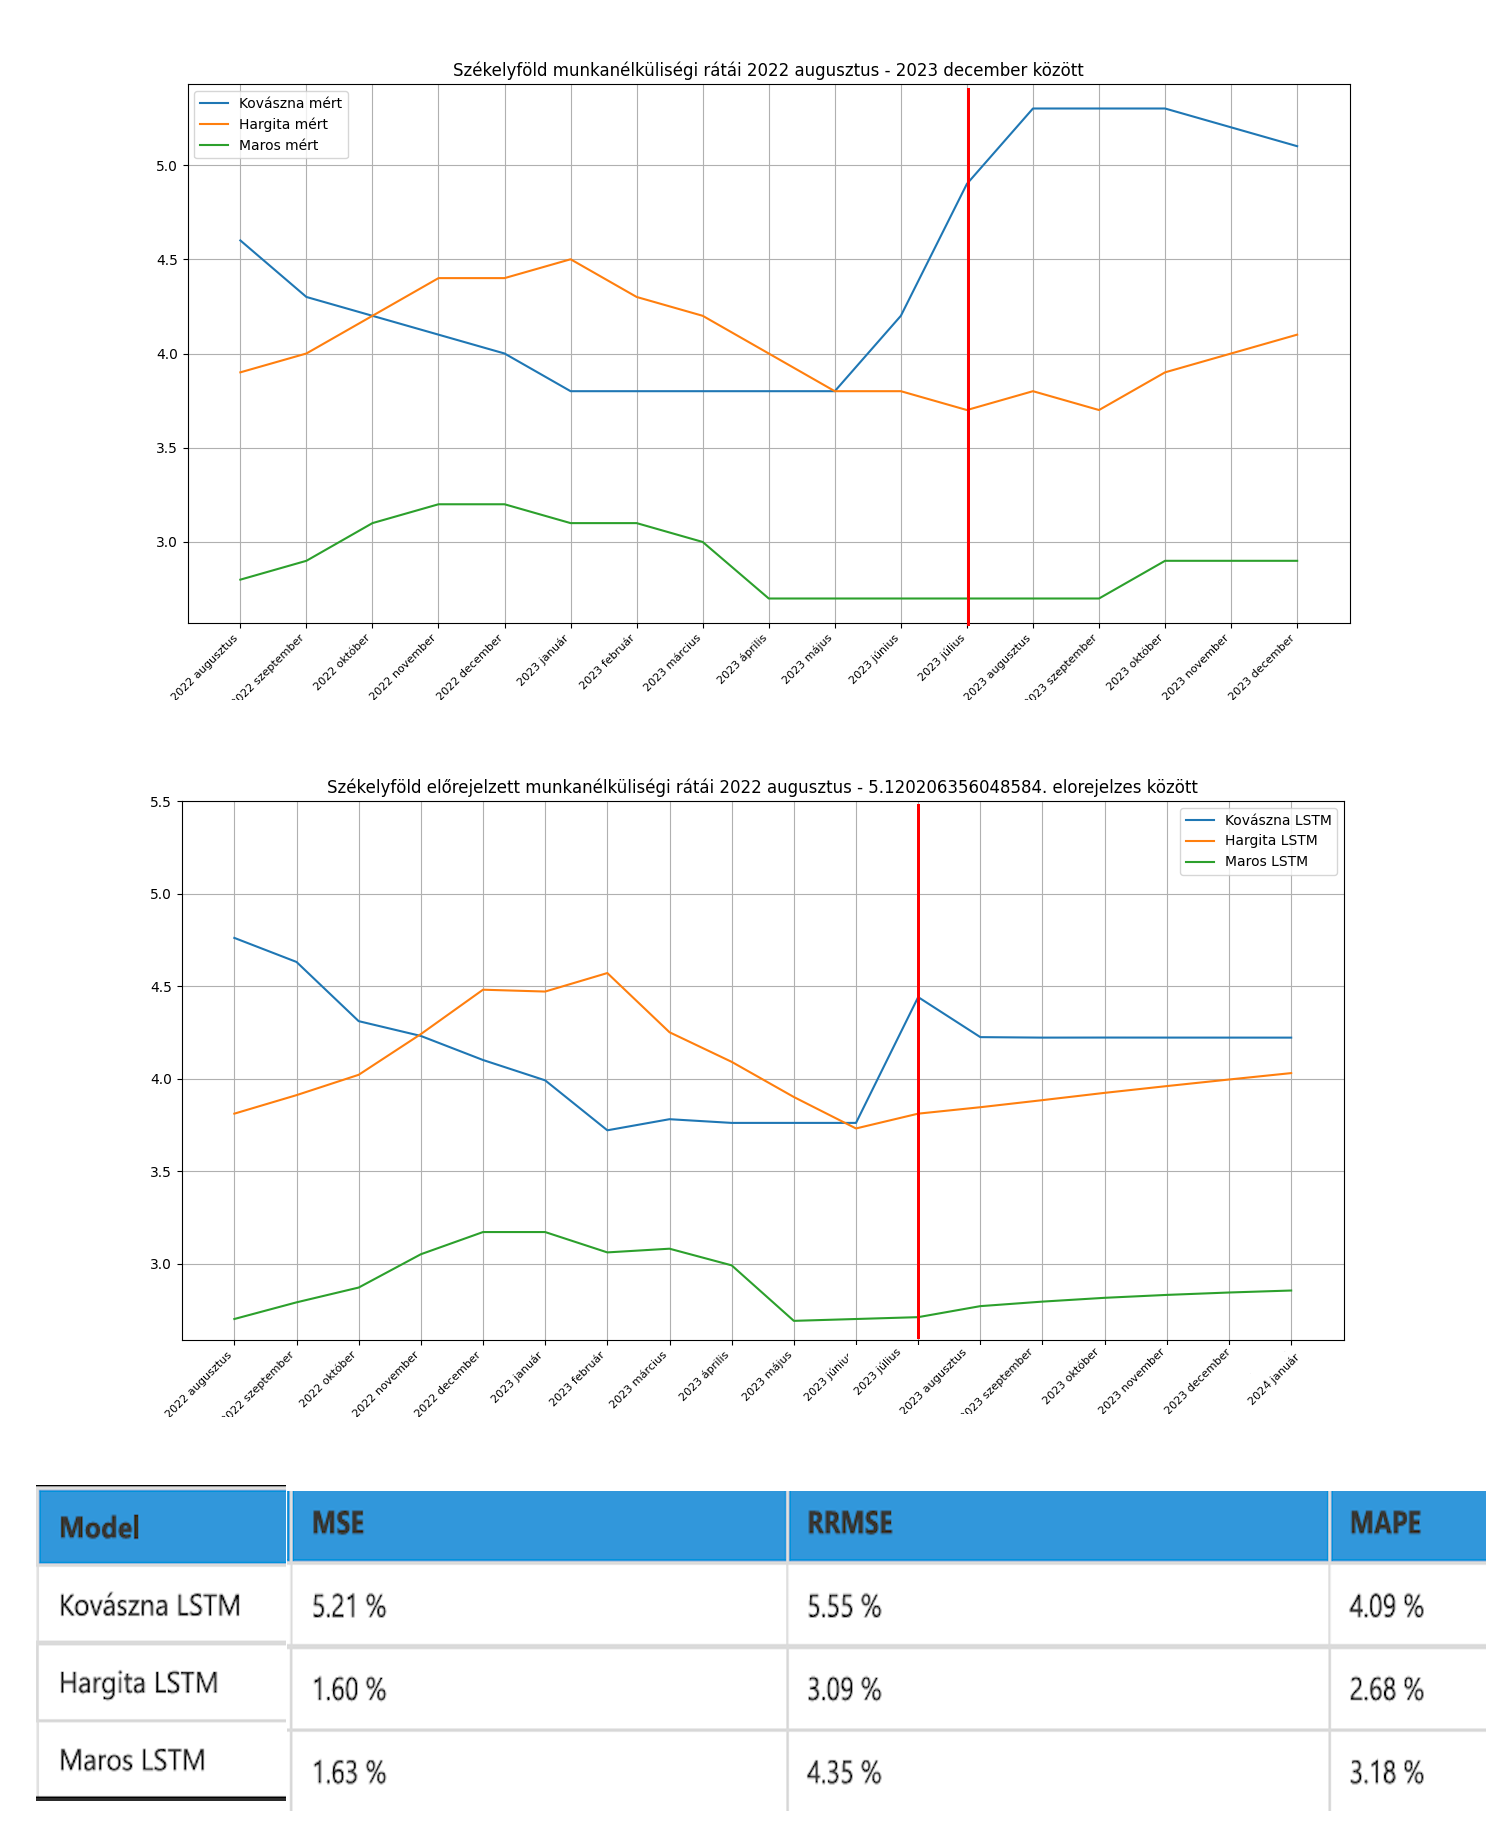 Székelyföld munkanélküliségi rátái 2022 augusztus - 2023 december között
Kovászna mért
Hargita mért
Maros mért
5.0
4.5
4.0
3.5
3.0
2022 augusztus
szeptember
2022 október
2022 november
2022 december
2023 január
2023 február
2023 március
2023 április
2023 május
2023 június
2023 július
2023 augusztus
szeptember
2023 október
2023 november
2023 december
Székelyföld előrejelzett munkanélküliségi rátái 2022 augusztus - 5.120206356048584. elorejelzes között
Kovászna LSTM
Hargita LSTM
Maros LSTM
5.5
5.0
4.5
4.0
3.5
3.0
2022 augusztus
szeptember
2022 október
2022 november
2022 december
2023 január
2023 február
2023 március
2023 április
2023 május
2023
2023 július
2023 augusztus
szeptember
2023 október
2023 november
2023 december
2024 január
Model MSE RRMSE MAPE
Kovászna LSTM 5.21 % 5.55 % 4.09 %
Hargita LSTM 1.60 % 3.09 % 2.68 %
Maros LSTM 1.63 % 4.35 % 3.18 %